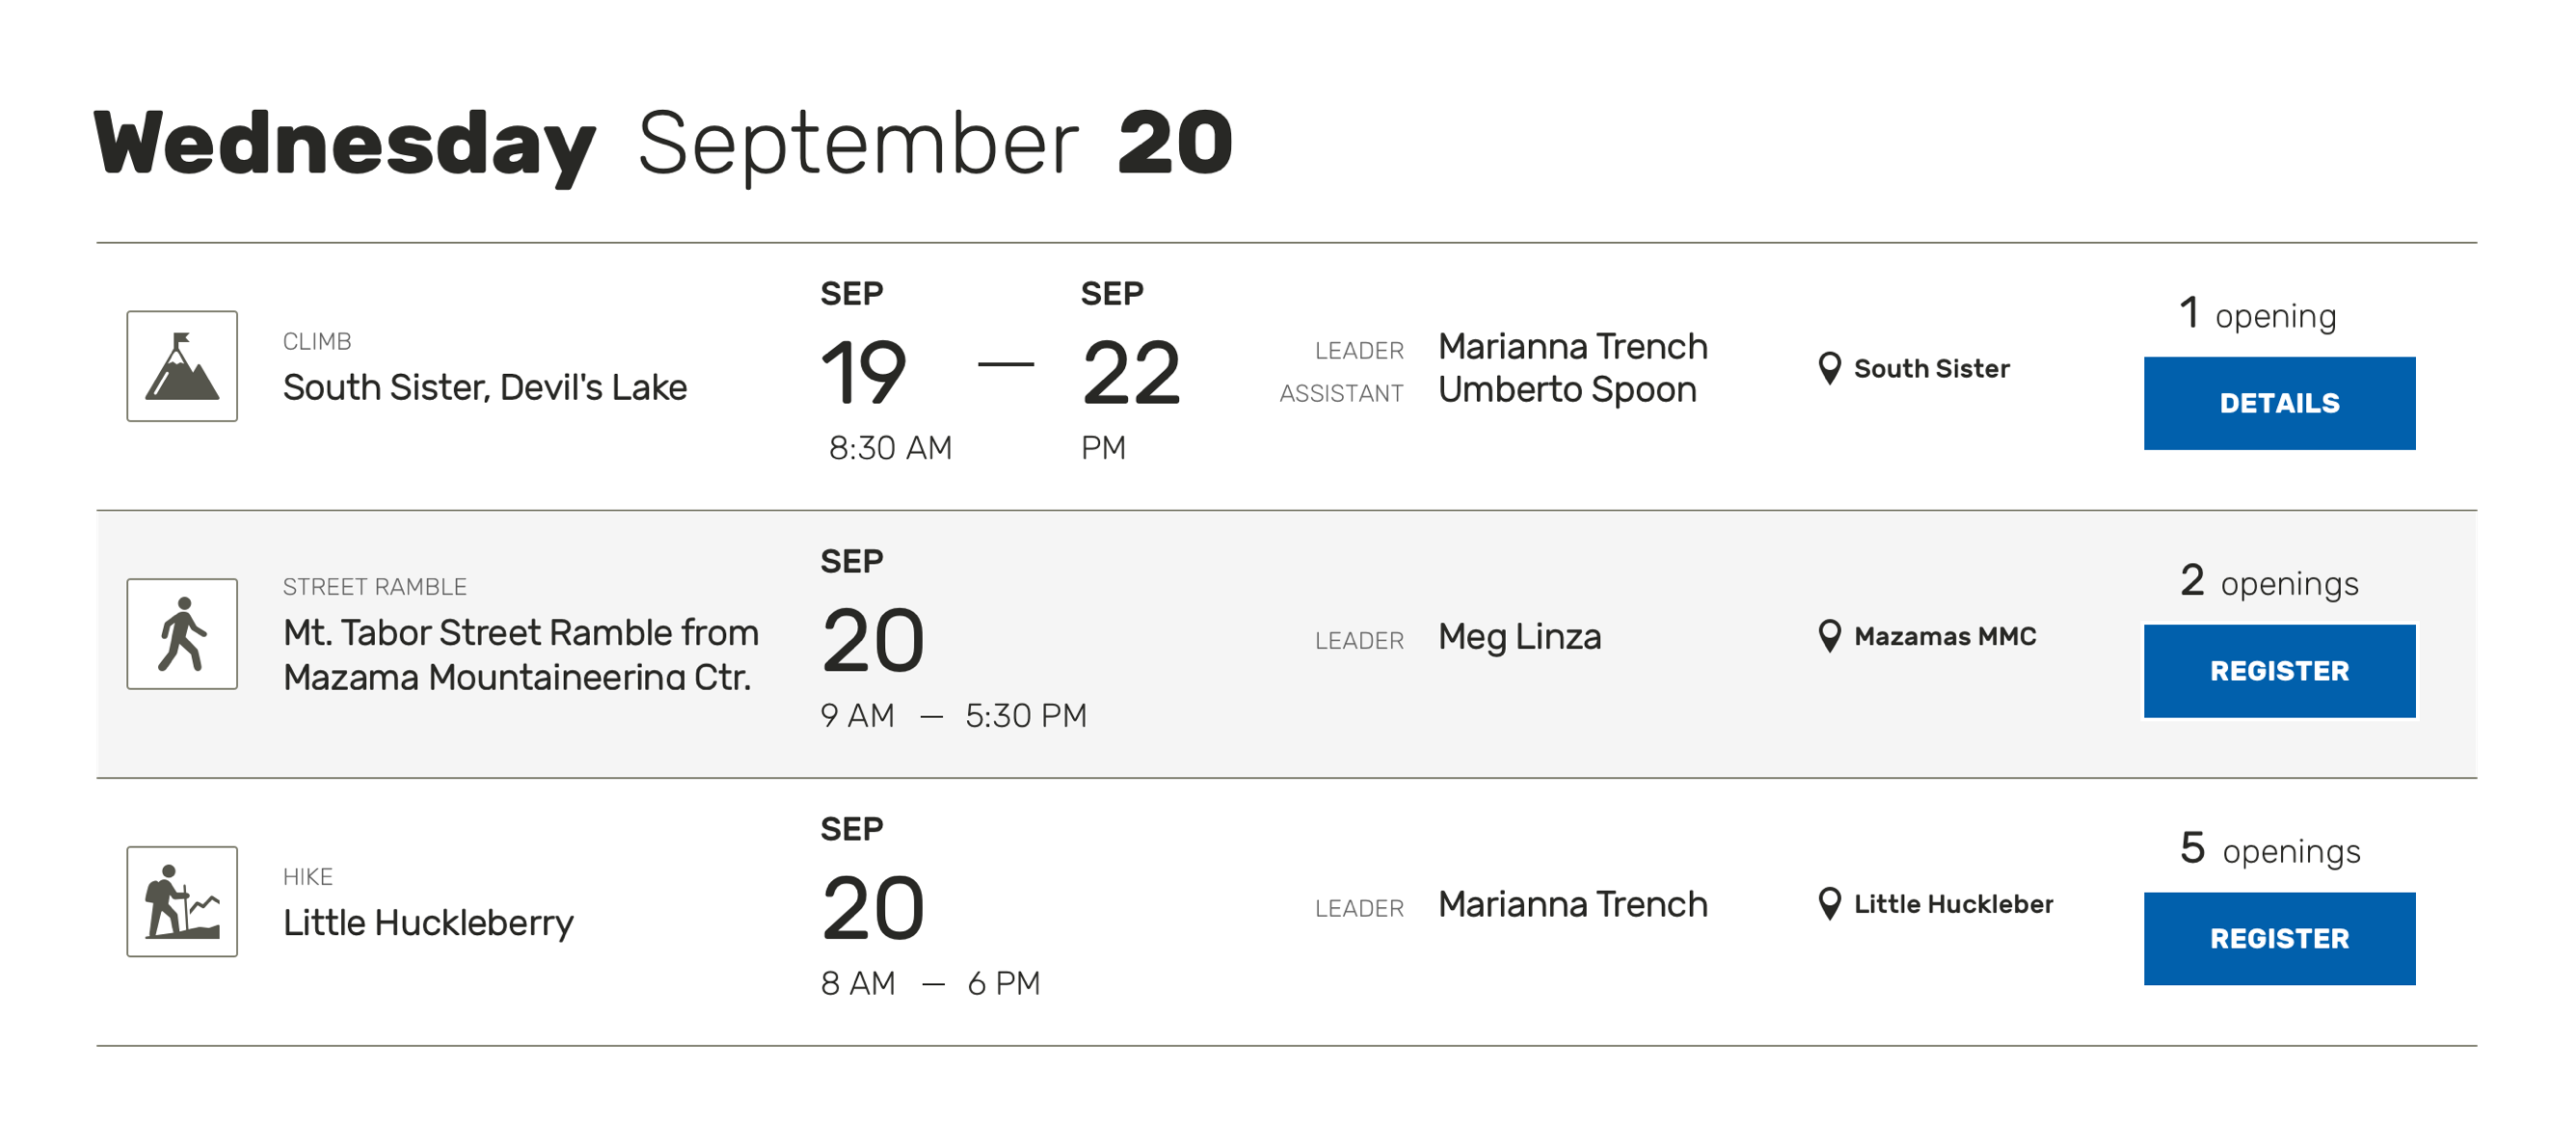 Wednesday September 20
CLIMB
South Sister, Devil's Lake
SEP
19 —
8:30 AM
SEP
22
PM
LEADER Marianna Trench
ASSISTANT Umberto Spoon
South Sister
1 opening
DETAILS
STREET RAMBLE
Mt. Tabor Street Ramble from
Mazama Mountaineering Ctr.
SEP
20
9 AM — 5:30 PM
LEADER Meg Linza
Mazamas MMC
2 openings
REGISTER
HIKE
Little Huckleberry
SEP
20
8 AM — 6 PM
LEADER Marianna Trench
Little Huckleber
5 openings
REGISTER